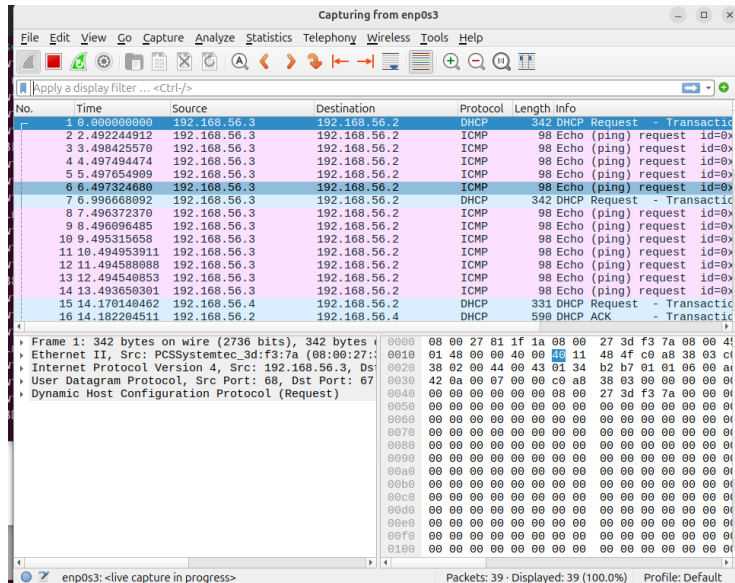 Capturing from enp0s3
File Edit View Go Capture Analyze Statistics Telephony Wireless Tools Help
Apply a display filter … <Ctrl-/>
No. Time Source Destination Protocol Length Info
1 0.000000000 192.168.56.3 192.168.56.2 DHCP 342 DHCP Request - Transactio
2 2.492244912 192.168.56.3 192.168.56.2 ICMP 98 Echo (ping) request id=0x
3 3.498425570 192.168.56.3 192.168.56.2 ICMP 98 Echo (ping) request id=0x
4 4.497494474 192.168.56.3 192.168.56.2 ICMP 98 Echo (ping) request id=0x
5 5.497654909 192.168.56.3 192.168.56.2 ICMP 98 Echo (ping) request id=0x
6 6.497324680 192.168.56.3 192.168.56.2 ICMP 98 Echo (ping) request id=0x
7 6.996668092 192.168.56.3 192.168.56.2 DHCP 342 DHCP Request - Transactio
8 7.496372370 192.168.56.3 192.168.56.2 ICMP 98 Echo (ping) request id=0x
9 8.496096485 192.168.56.3 192.168.56.2 ICMP 98 Echo (ping) request id=0x
10 9.495315658 192.168.56.3 192.168.56.2 ICMP 98 Echo (ping) request id=0x
11 10.494953911 192.168.56.3 192.168.56.2 ICMP 98 Echo (ping) request id=0x
12 11.494588088 192.168.56.3 192.168.56.2 ICMP 98 Echo (ping) request id=0x
13 12.494540853 192.168.56.3 192.168.56.2 ICMP 98 Echo (ping) request id=0x
14 13.493650301 192.168.56.3 192.168.56.2 ICMP 98 Echo (ping) request id=0x
15 14.170140462 192.168.56.4 192.168.56.2 DHCP 331 DHCP Request - Transactio
16 14.182204511 192.168.56.2 192.168.56.4 DHCP 590 DHCP ACK - Transactio
Frame 1: 342 bytes on wire (2736 bits), 342 bytes
Ethernet II, Src: PCSSystemtec_3d:f3:7a (08:00:27:
Internet Protocol Version 4, Src: 192.168.56.3, Dst
User Datagram Protocol, Src Port: 68, Dst Port: 67
Dynamic Host Configuration Protocol (Request)
0000 08 00 27 81 1f 1a 08 00 27 3d f3 7a 08 00 45
0010 01 48 00 00 40 00 40 11 48 4f c0 a8 38 03 c0
0020 38 02 00 44 00 43 01 34 b2 b7 01 01 06 00 a
0030 42 0a 00 07 00 00 c0 a8 38 03 00 00 00 00 00
0040 00 00 00 00 00 00 08 00 27 3d f3 7a 00 00 00
0050 00 00 00 00 00 00 00 00 00 00 00 00 00 00 00
0060 00 00 00 00 00 00 00 00 00 00 00 00 00 00 00
0070 00 00 00 00 00 00 00 00 00 00 00 00 00 00 00
0080 00 00 00 00 00 00 00 00 00 00 00 00 00 00 00
0090 00 00 00 00 00 00 00 00 00 00 00 00 00 00 00
00a0 00 00 00 00 00 00 00 00 00 00 00 00 00 00 00
00b0 00 00 00 00 00 00 00 00 00 00 00 00 00 00 00
00c0 00 00 00 00 00 00 00 00 00 00 00 00 00 00 00
00d0 00 00 00 00 00 00 00 00 00 00 00 00 00 00 00
00e0 00 00 00 00 00 00 00 00 00 00 00 00 00 00 00
00f0 00 00 00 00 00 00 00 00 00 00 00 00 00 00 00
0100 00 00 00 00 00 00 00 00 00 00 00 00 00 00 00
enp0s3: <live capture in progress> Packets: 39 · Displayed: 39 (100.0%) Profile: Default